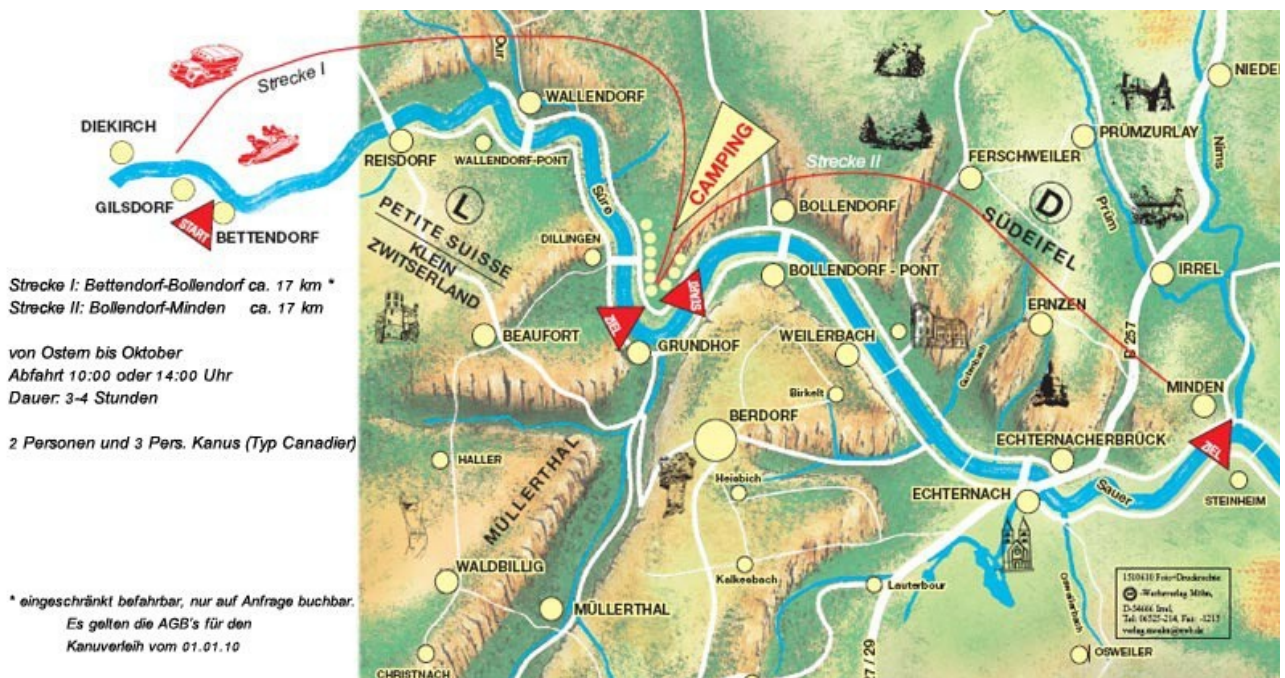 Strecke I
DIEKIRCH
GILSDORF
START
BETTENDORF
Strecke I: Bettendorf-Bollendorf ca. 17 km *
Strecke II: Bollendorf-Minden ca. 17 km
von Ostern bis Oktober
Abfahrt 10:00 oder 14:00 Uhr
Dauer: 3-4 Stunden
2 Personen und 3 Pers. Kanus (Typ Canadier)
* eingeschränkt befahrbar, nur auf Anfrage buchbar.
Es gelten die AGB's für den
Kanuverleih vom 01.01.10
Our
WALLENDORF
REISDORF
WALLENDORF-PONT
L
PETITE SUISSE
KLEIN
ZWITSERLAND
Sûre
DILLINGEN
CAMPING
Strecke II
BOLLENDORF
BOLLENDORF - PONT
START
ZIEL
GRUNDHOF
BEAUFORT
WEILERBACH
Birkelt
BERDORF
HALLER
MÜLLERTHAL
Heisbich
Kalkesbach
WALDBILLIG
MÜLLERTHAL
CHRISTNACH
Lauterbour
27 / 29
FERSCHWEILER
PRÜMZURLAY
NIEDER
Nims
Prüm
D
SÜDEIFEL
IRREL
ERNZEN
Gutenbach
B 257
MINDEN
ZIEL
STEINHEIM
ECHTERNACHERBRÜCK
ECHTERNACH
Sauer
OSWEILER
D-54666 Irrel,